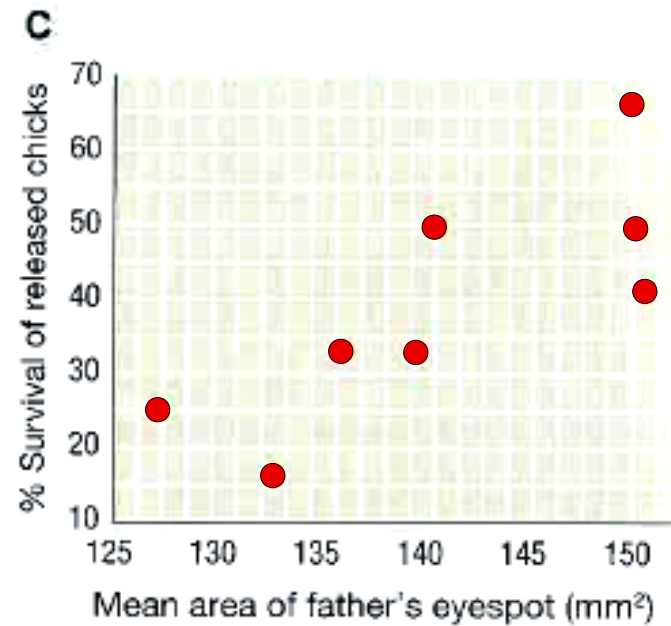 C
% Survival of released chicks
70
60
50
40
30
20
10
125 130 135 140 145 150
Mean area of father's eyespot (mm²)